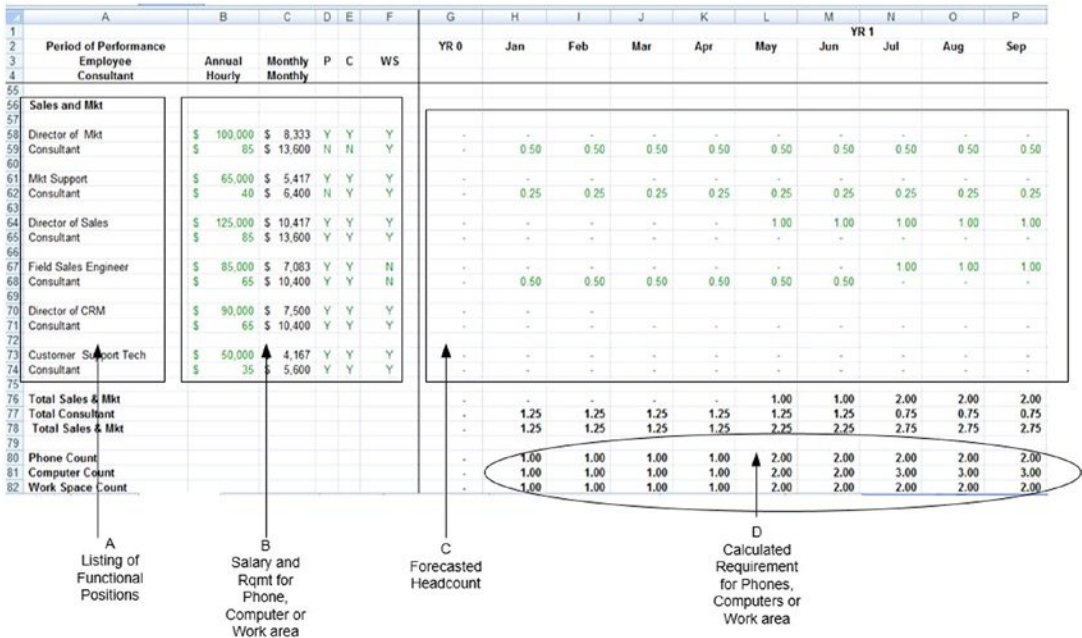 A B C D E F G H I J K L M N O P
1 YR 1
2 Period of Performance YR 0 Jan Feb Mar Apr May Jun Jul Aug Sep
3 Employee Annual Monthly P C WS
4 Consultant Hourly Monthly
55
56 Sales and Mkt
57
58 Director of Mkt $ 100,000 $ 8,333 Y Y Y - - - - - - - - - -
59 Consultant $ 85 $ 13,600 N N Y - 0.50 0.50 0.50 0.50 0.50 0.50 0.50 0.50 0.50
60
61 Mkt Support $ 65,000 $ 5,417 Y Y Y - - - - - - - - - -
62 Consultant $ 40 $ 6,400 N Y Y - 0.25 0.25 0.25 0.25 0.25 0.25 0.25 0.25 0.25
63
64 Director of Sales $ 125,000 $ 10,417 Y Y Y - - - - - 1.00 1.00 1.00 1.00 1.00
65 Consultant $ 85 $ 13,600 Y Y Y - - - - - - - - - -
66
67 Field Sales Engineer $ 85,000 $ 7,083 Y Y N - - - - - - - 1.00 1.00 1.00
68 Consultant $ 65 $ 10,400 Y Y N - 0.50 0.50 0.50 0.50 0.50 0.50 - - -
69
70 Director of CRM $ 90,000 $ 7,500 Y Y Y - - - - - - - - - -
71 Consultant $ 65 $ 10,400 Y Y Y - - - - - - - - - -
72
73 Customer Support Tech $ 50,000 $ 4,167 Y Y Y - - - - - - - - - -
74 Consultant $ 35 $ 5,600 Y Y Y - - - - - - - - - -
75
76 Total Sales & Mkt - - - - - 1.00 1.00 2.00 2.00 2.00
77 Total Consultant - 1.25 1.25 1.25 1.25 1.25 1.25 0.75 0.75 0.75
78 Total Sales & Mkt - 1.25 1.25 1.25 1.25 2.25 2.25 2.75 2.75 2.75
79
80 Phone Count - 1.00 1.00 1.00 1.00 2.00 2.00 2.00 2.00 2.00
81 Computer Count - 1.00 1.00 1.00 1.00 2.00 2.00 3.00 3.00 3.00
82 Work Space Count - 1.00 1.00 1.00 1.00 2.00 2.00 2.00 2.00 2.00
A
Listing of
Functional
Positions
B
Salary and
Rqmt for
Phone,
Computer or
Work area
C
Forecasted
Headcount
D
Calculated
Requirement
for Phones,
Computers or
Work area